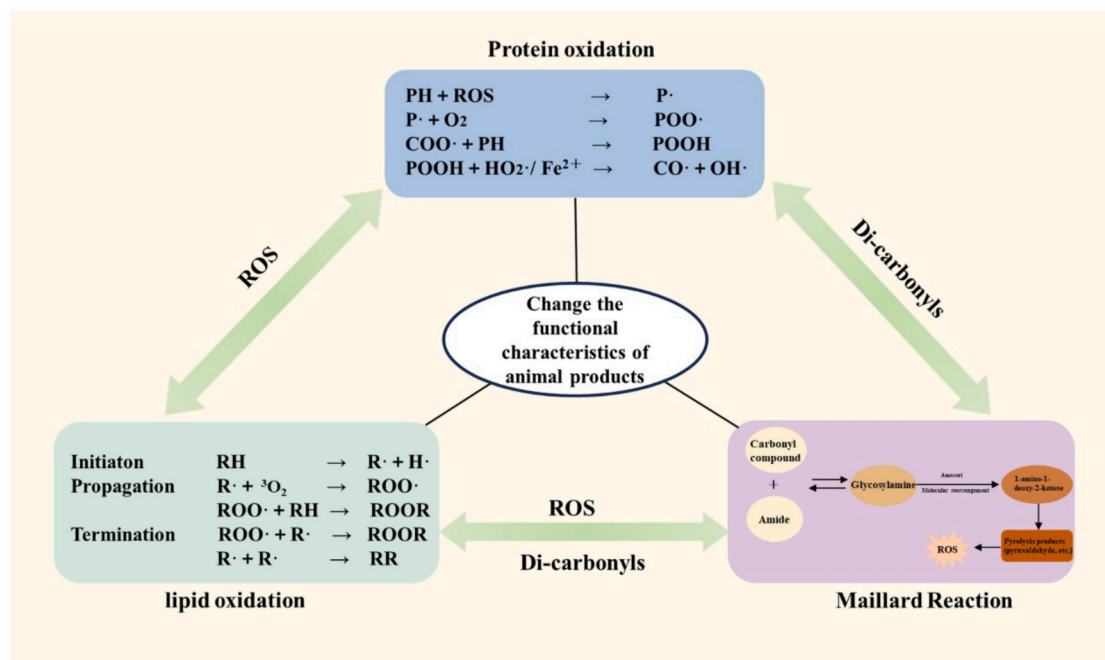 Protein oxidation
PH + ROS → P·
P· + O₂ → POO·
COO· + PH → POOH
POOH + HO₂·/ Fe²⁺ → CO· + OH·
ROS
Di-carbonyls
Change the
functional
characteristics of
animal products
Initiaton RH → R· + H·
Propagation R· + ³O₂ → ROO·
ROO· + RH → ROOR
Termination ROO· + R· → ROOR
R· + R· → RR
lipid oxidation
ROS
Di-carbonyls
Carbonyl
compound
+
Amide
Glycosylamine
Amseori
Molecular rearrangement
1-amino-1-
deoxy-2-ketose
Pyrolysis products
(pyruvaldehyde, etc.)
ROS
Maillard Reaction